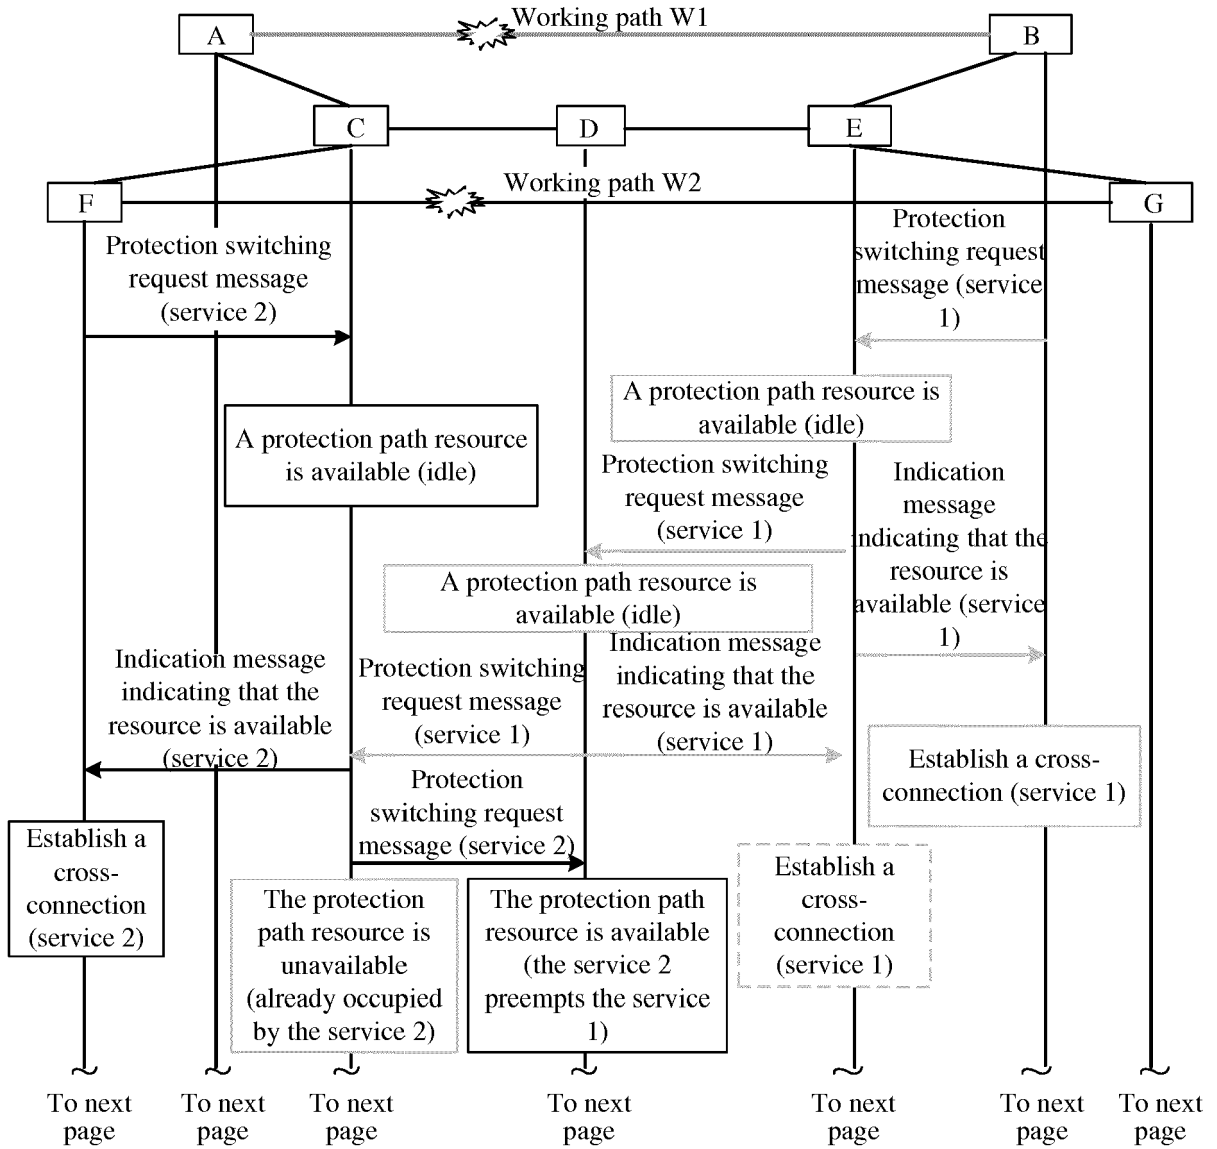 Working path W1
A
B
C
D
E
Working path W2
F
G
Protection switching
request message
(service 2)
Protection
switching request
message (service
1)
A protection path resource is
available (idle)
A protection path resource
is available (idle)
Protection switching
request message
(service 1)
Indication
message
indicating that the
resource is
available (service
1)
A protection path resource is
available (idle)
Indication message
indicating that the
resource is available
(service 2)
Protection switching
request message
(service 1)
Indication message
indicating that the
resource is available
(service 1)
Establish a cross-
connection (service 1)
Protection
switching request
message (service 2)
Establish a
cross-
connection
(service 2)
The protection
path resource is
unavailable
(already occupied
by the service 2)
The protection path
resource is available
(the service 2
preempts the service
1)
Establish a
cross-
connection
(service 1)
To next
page
To next
page
To next
page
To next
page
To next
page
To next
page
To next
page